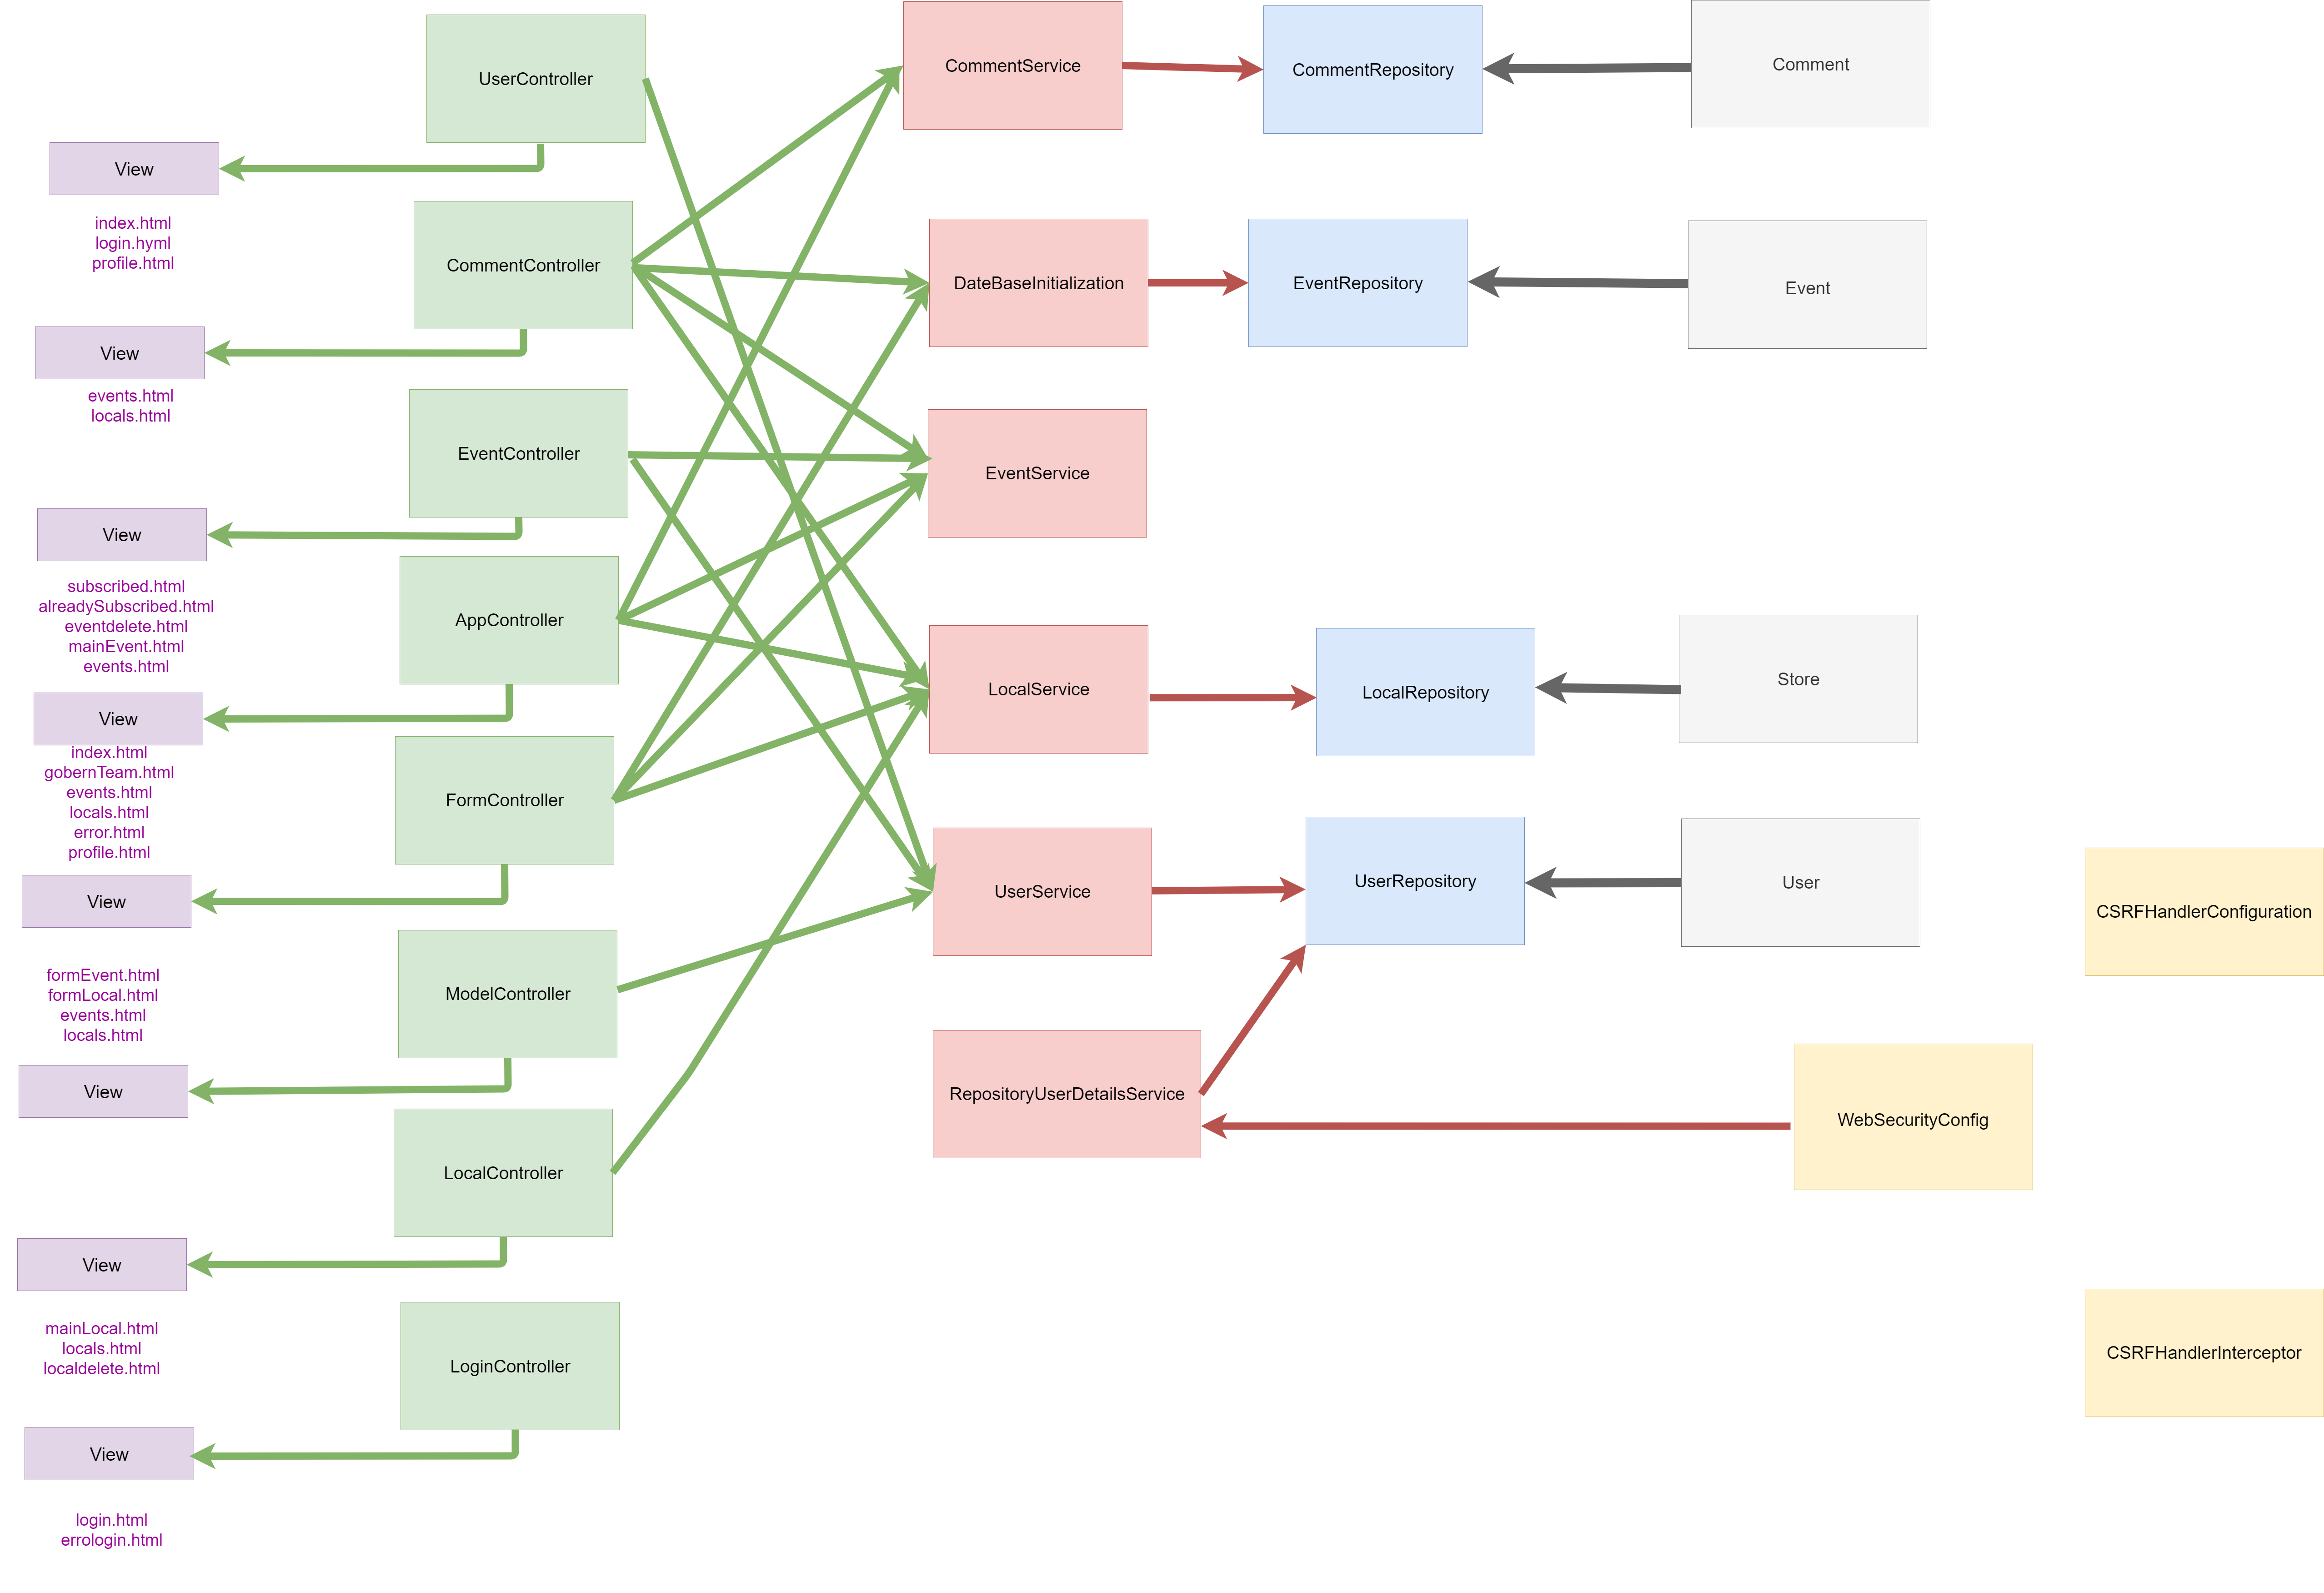 UserController
View
index.html
login.hyml
profile.html
CommentController
View
events.html
locals.html
EventController
View
subscribed.html
alreadySubscribed.html
eventdelete.html
mainEvent.html
events.html
AppController
View
index.html
gobernTeam.html
events.html
locals.html
error.html
profile.html
FormController
View
formEvent.html
formLocal.html
events.html
locals.html
ModelController
View
LocalController
View
mainLocal.html
locals.html
localdelete.html
LoginController
View
login.html
errologin.html
CommentService
DateBaseInitialization
EventService
LocalService
UserService
RepositoryUserDetailsService
CommentRepository
EventRepository
LocalRepository
UserRepository
Comment
Event
Store
User
WebSecurityConfig
CSRFHandlerConfiguration
CSRFHandlerInterceptor